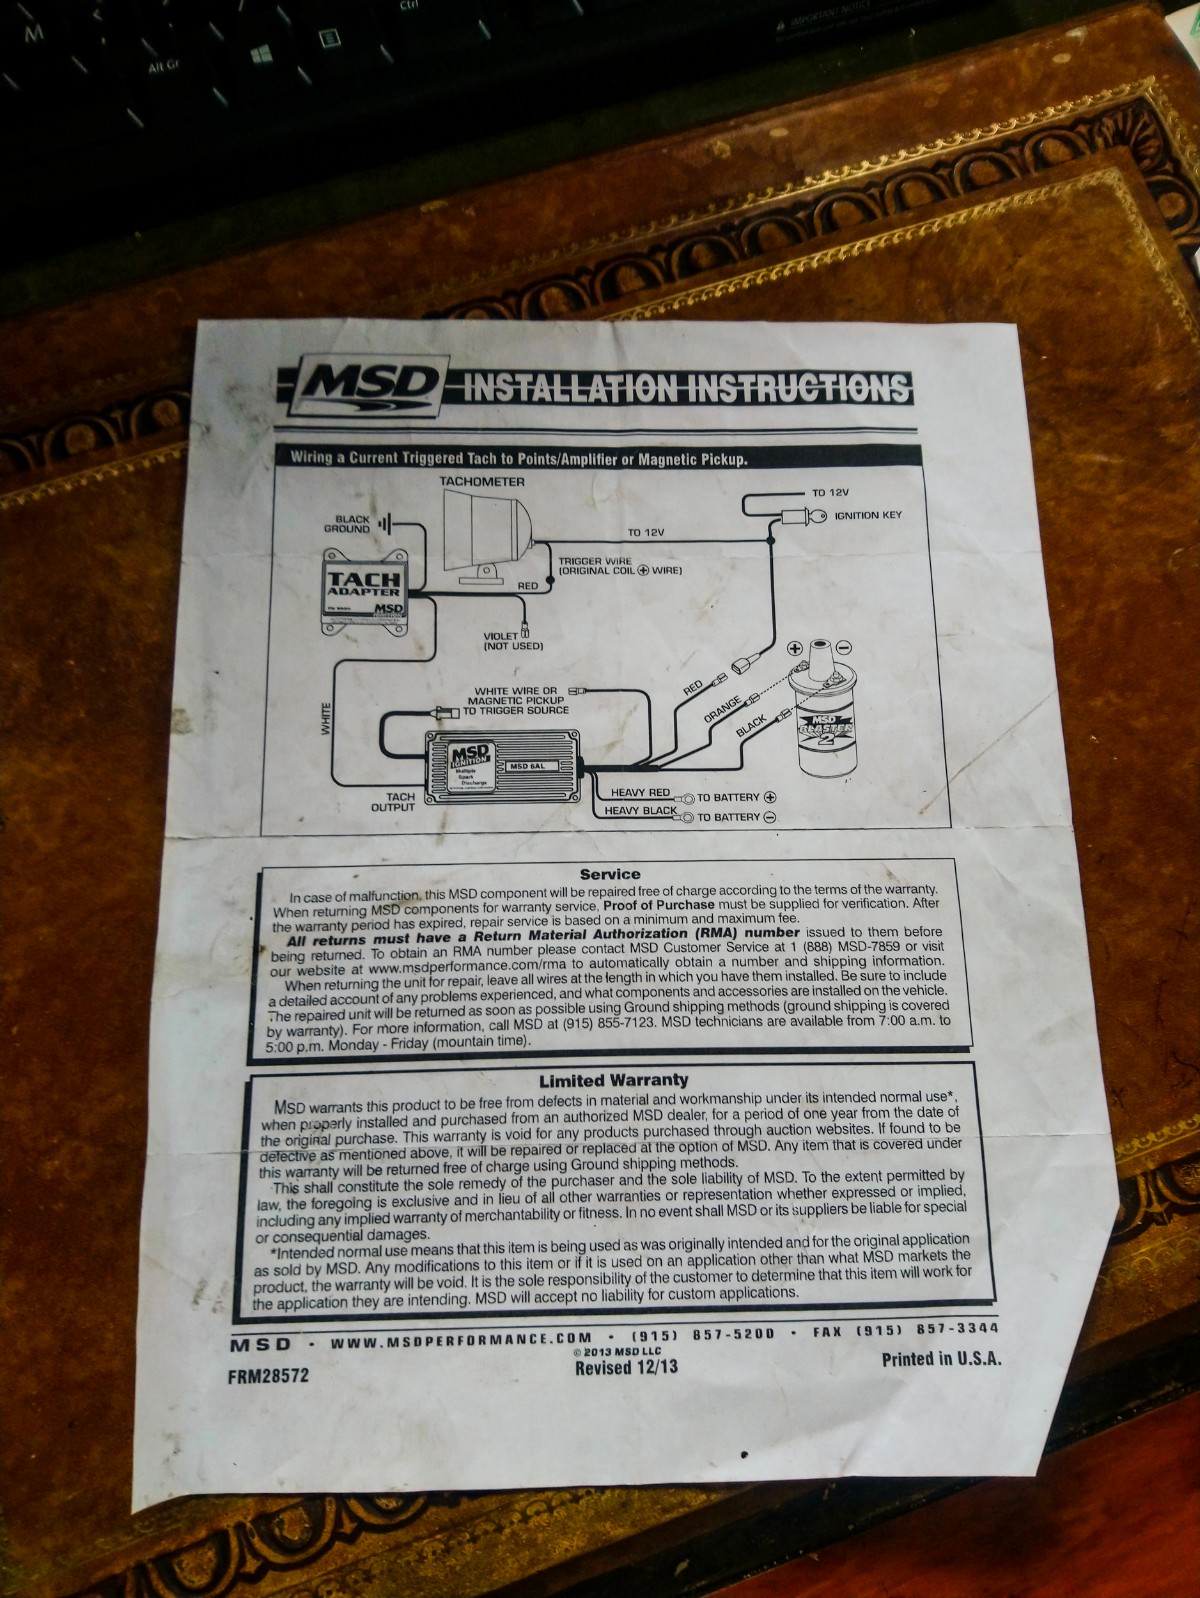 M
Alt Gr
Ctrl
IMPORTANT NOTICE
MSD INSTALLATION INSTRUCTIONS
Wiring a Current Triggered Tach to Points/Amplifier or Magnetic Pickup.
TACHOMETER
TO 12V
BLACK
GROUND
IGNITION KEY
TO 12V
TRIGGER WIRE
(ORIGINAL COIL + WIRE)
TACH
ADAPTER
MSD
RED
VIOLET
(NOT USED)
+ −
WHITE WIRE OR
MAGNETIC PICKUP
TO TRIGGER SOURCE
RED
ORANGE
BLACK
WHITE
MSD
BLASTER
2
MSD
IGNITION
Multiple
Spark
Discharge
MSD 6AL
TACH
OUTPUT
HEAVY RED TO BATTERY +
HEAVY BLACK TO BATTERY −
Service
In case of malfunction, this MSD component will be repaired free of charge according to the terms of the warranty.
When returning MSD components for warranty service, Proof of Purchase must be supplied for verification. After
the warranty period has expired, repair service is based on a minimum and maximum fee.
All returns must have a Return Material Authorization (RMA) number issued to them before
being returned. To obtain an RMA number please contact MSD Customer Service at 1 (888) MSD-7859 or visit
our website at www.msdperformance.com/rma to automatically obtain a number and shipping information.
When returning the unit for repair, leave all wires at the length in which you have them installed. Be sure to include
a detailed account of any problems experienced, and what components and accessories are installed on the vehicle.
The repaired unit will be returned as soon as possible using Ground shipping methods (ground shipping is covered
by warranty). For more information, call MSD at (915) 855-7123. MSD technicians are available from 7:00 a.m. to
5:00 p.m. Monday - Friday (mountain time).
Limited Warranty
MSD warrants this product to be free from defects in material and workmanship under its intended normal use*,
when properly installed and purchased from an authorized MSD dealer, for a period of one year from the date of
the original purchase. This warranty is void for any products purchased through auction websites. If found to be
defective as mentioned above, it will be repaired or replaced at the option of MSD. Any item that is covered under
this warranty will be returned free of charge using Ground shipping methods.
This shall constitute the sole remedy of the purchaser and the sole liability of MSD. To the extent permitted by
law, the foregoing is exclusive and in lieu of all other warranties or representation whether expressed or implied,
including any implied warranty of merchantability or fitness. In no event shall MSD or its suppliers be liable for special
or consequential damages.
*Intended normal use means that this item is being used as was originally intended and for the original application
as sold by MSD. Any modifications to this item or if it is used on an application other than what MSD markets the
product, the warranty will be void. It is the sole responsibility of the customer to determine that this item will work for
the application they are intending. MSD will accept no liability for custom applications.
MSD • WWW.MSDPERFORMANCE.COM • (915) 857-5200 • FAX (915) 857-3344
© 2013 MSD LLC
FRM28572 Revised 12/13 Printed in U.S.A.